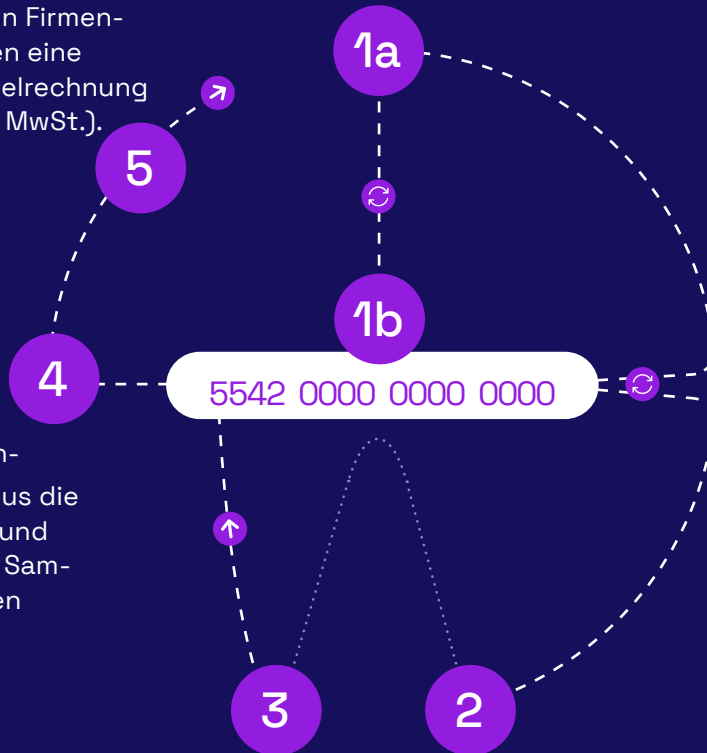 n Firmen-
en eine
elrechnung
MwSt.).
1a
5
1b
4
5542 0000 0000 0000
n-
us die
und
Sam-
en
3
2